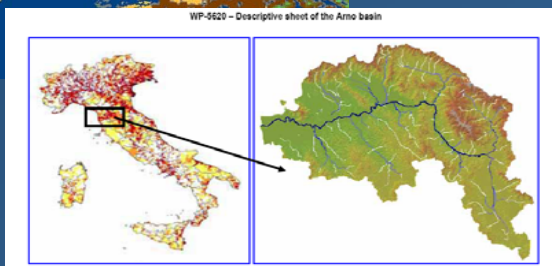 WP-5620 – Descriptive sheet of the Arno basin